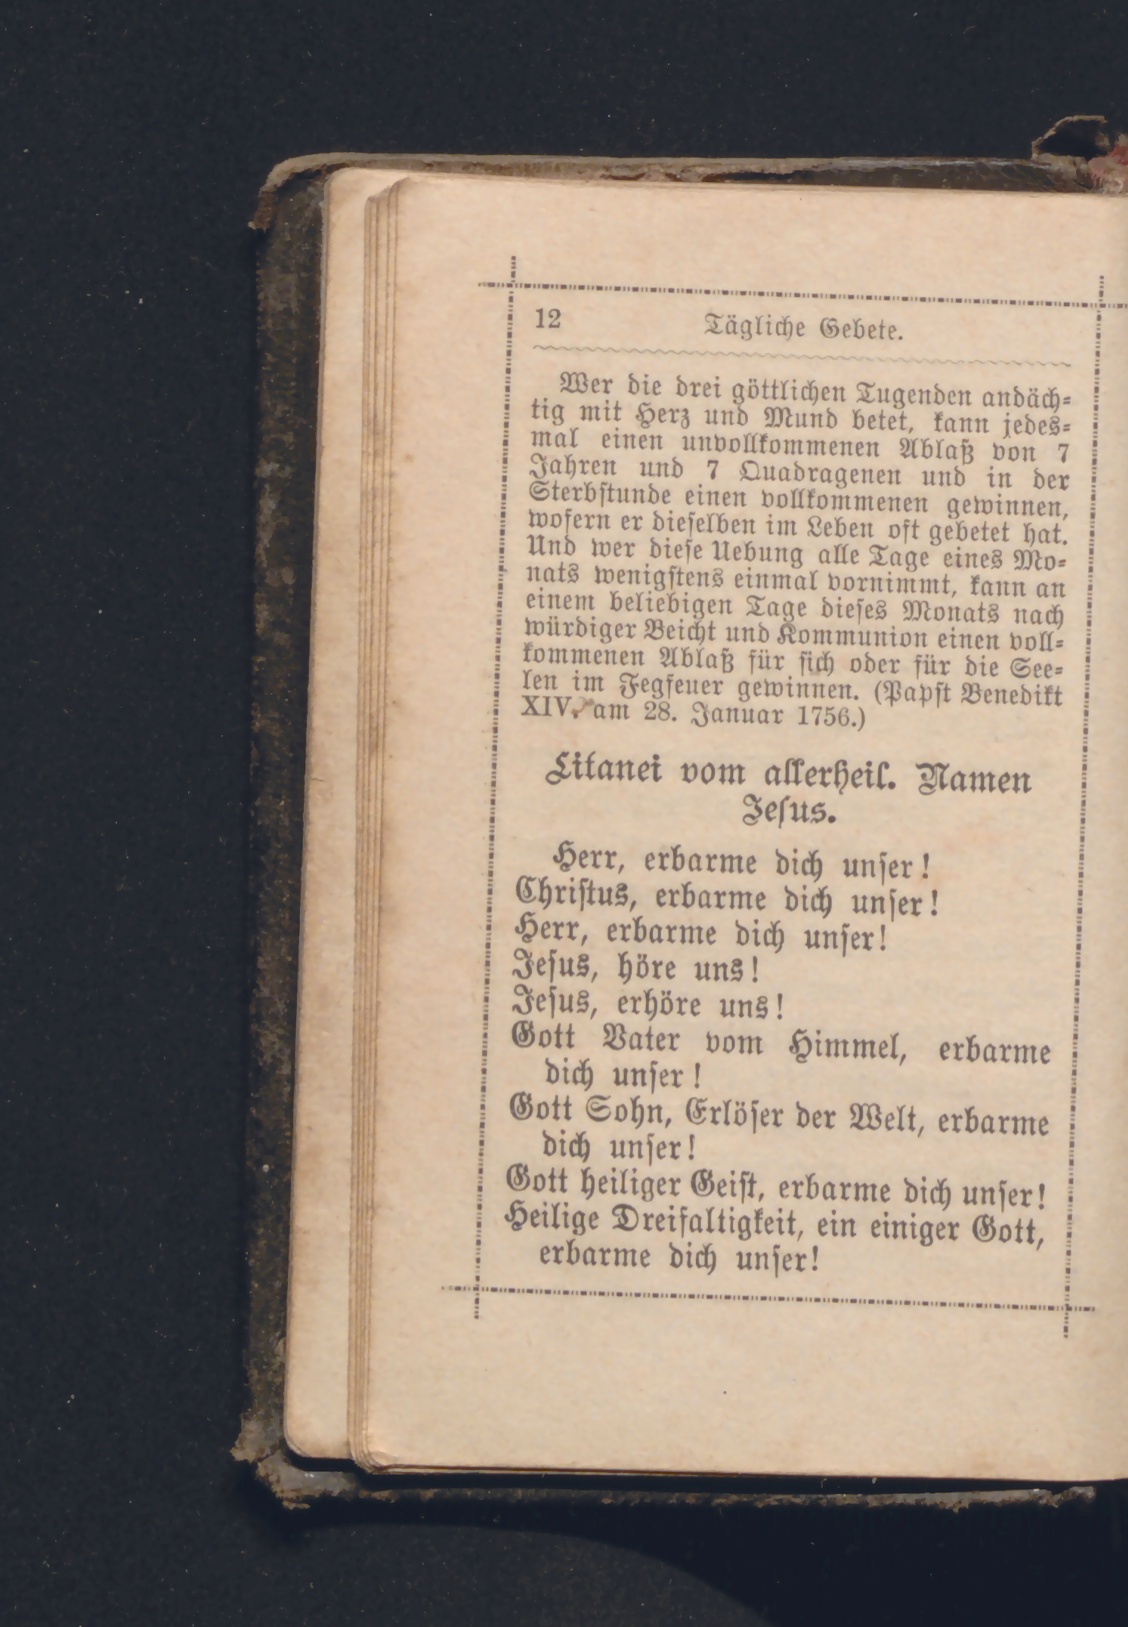 12 Tägliche Gebete.
Wer die drei göttlichen Tugenden andäch-
tig mit Herz und Mund betet, kann jedes-
mal einen unvollkommenen Ablaß von 7
Jahren und 7 Quadragenen und in der
Sterbstunde einen vollkommenen gewinnen,
wofern er dieselben im Leben oft gebetet hat.
Und wer diese Uebung alle Tage eines Mo-
nats wenigstens einmal vornimmt, kann an
einem beliebigen Tage dieses Monats nach
würdiger Beicht und Kommunion einen voll-
kommenen Ablaß für sich oder für die See-
len im Fegfeuer gewinnen. (Papst Benedikt
XIV. am 28. Januar 1756.)
Litanei vom allerheil. Namen
Jesus.
Herr, erbarme dich unser!
Christus, erbarme dich unser!
Herr, erbarme dich unser!
Jesus, höre uns!
Jesus, erhöre uns!
Gott Vater vom Himmel, erbarme
dich unser!
Gott Sohn, Erlöser der Welt, erbarme
dich unser!
Gott heiliger Geist, erbarme dich unser!
Heilige Dreifaltigkeit, ein einiger Gott,
erbarme dich unser!